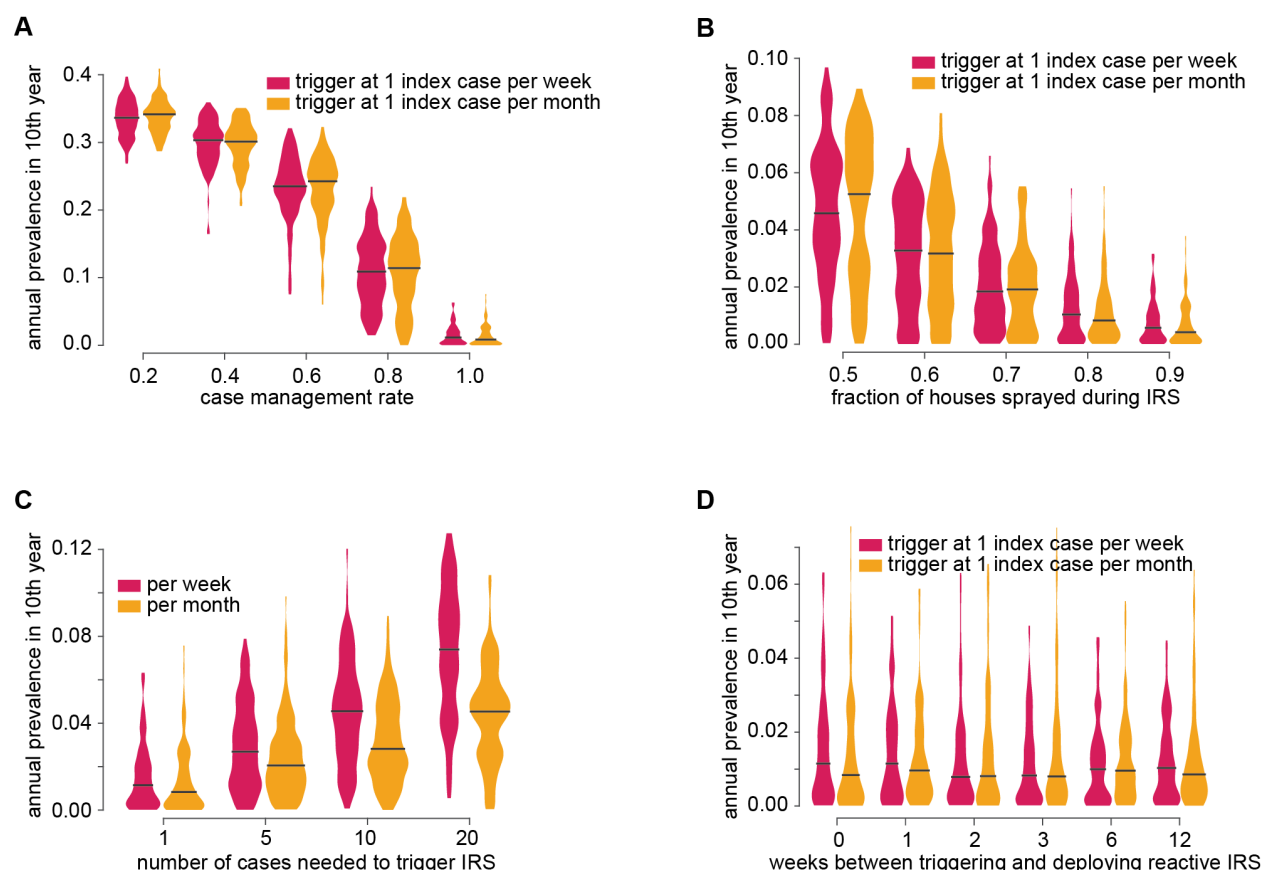 A
annual prevalence in 10th year
0.4
0.3
0.2
0.1
0.0
trigger at 1 index case per week
trigger at 1 index case per month
0.2 0.4 0.6 0.8 1.0
case management rate
B
annual prevalence in 10th year
0.10
0.08
0.06
0.04
0.02
0.00
trigger at 1 index case per week
trigger at 1 index case per month
0.5 0.6 0.7 0.8 0.9
fraction of houses sprayed during IRS
C
annual prevalence in 10th year
0.12
0.08
0.04
0.00
per week
per month
1 5 10 20
number of cases needed to trigger IRS
D
annual prevalence in 10th year
0.06
0.04
0.02
0.00
trigger at 1 index case per week
trigger at 1 index case per month
0 1 2 3 6 12
weeks between triggering and deploying reactive IRS